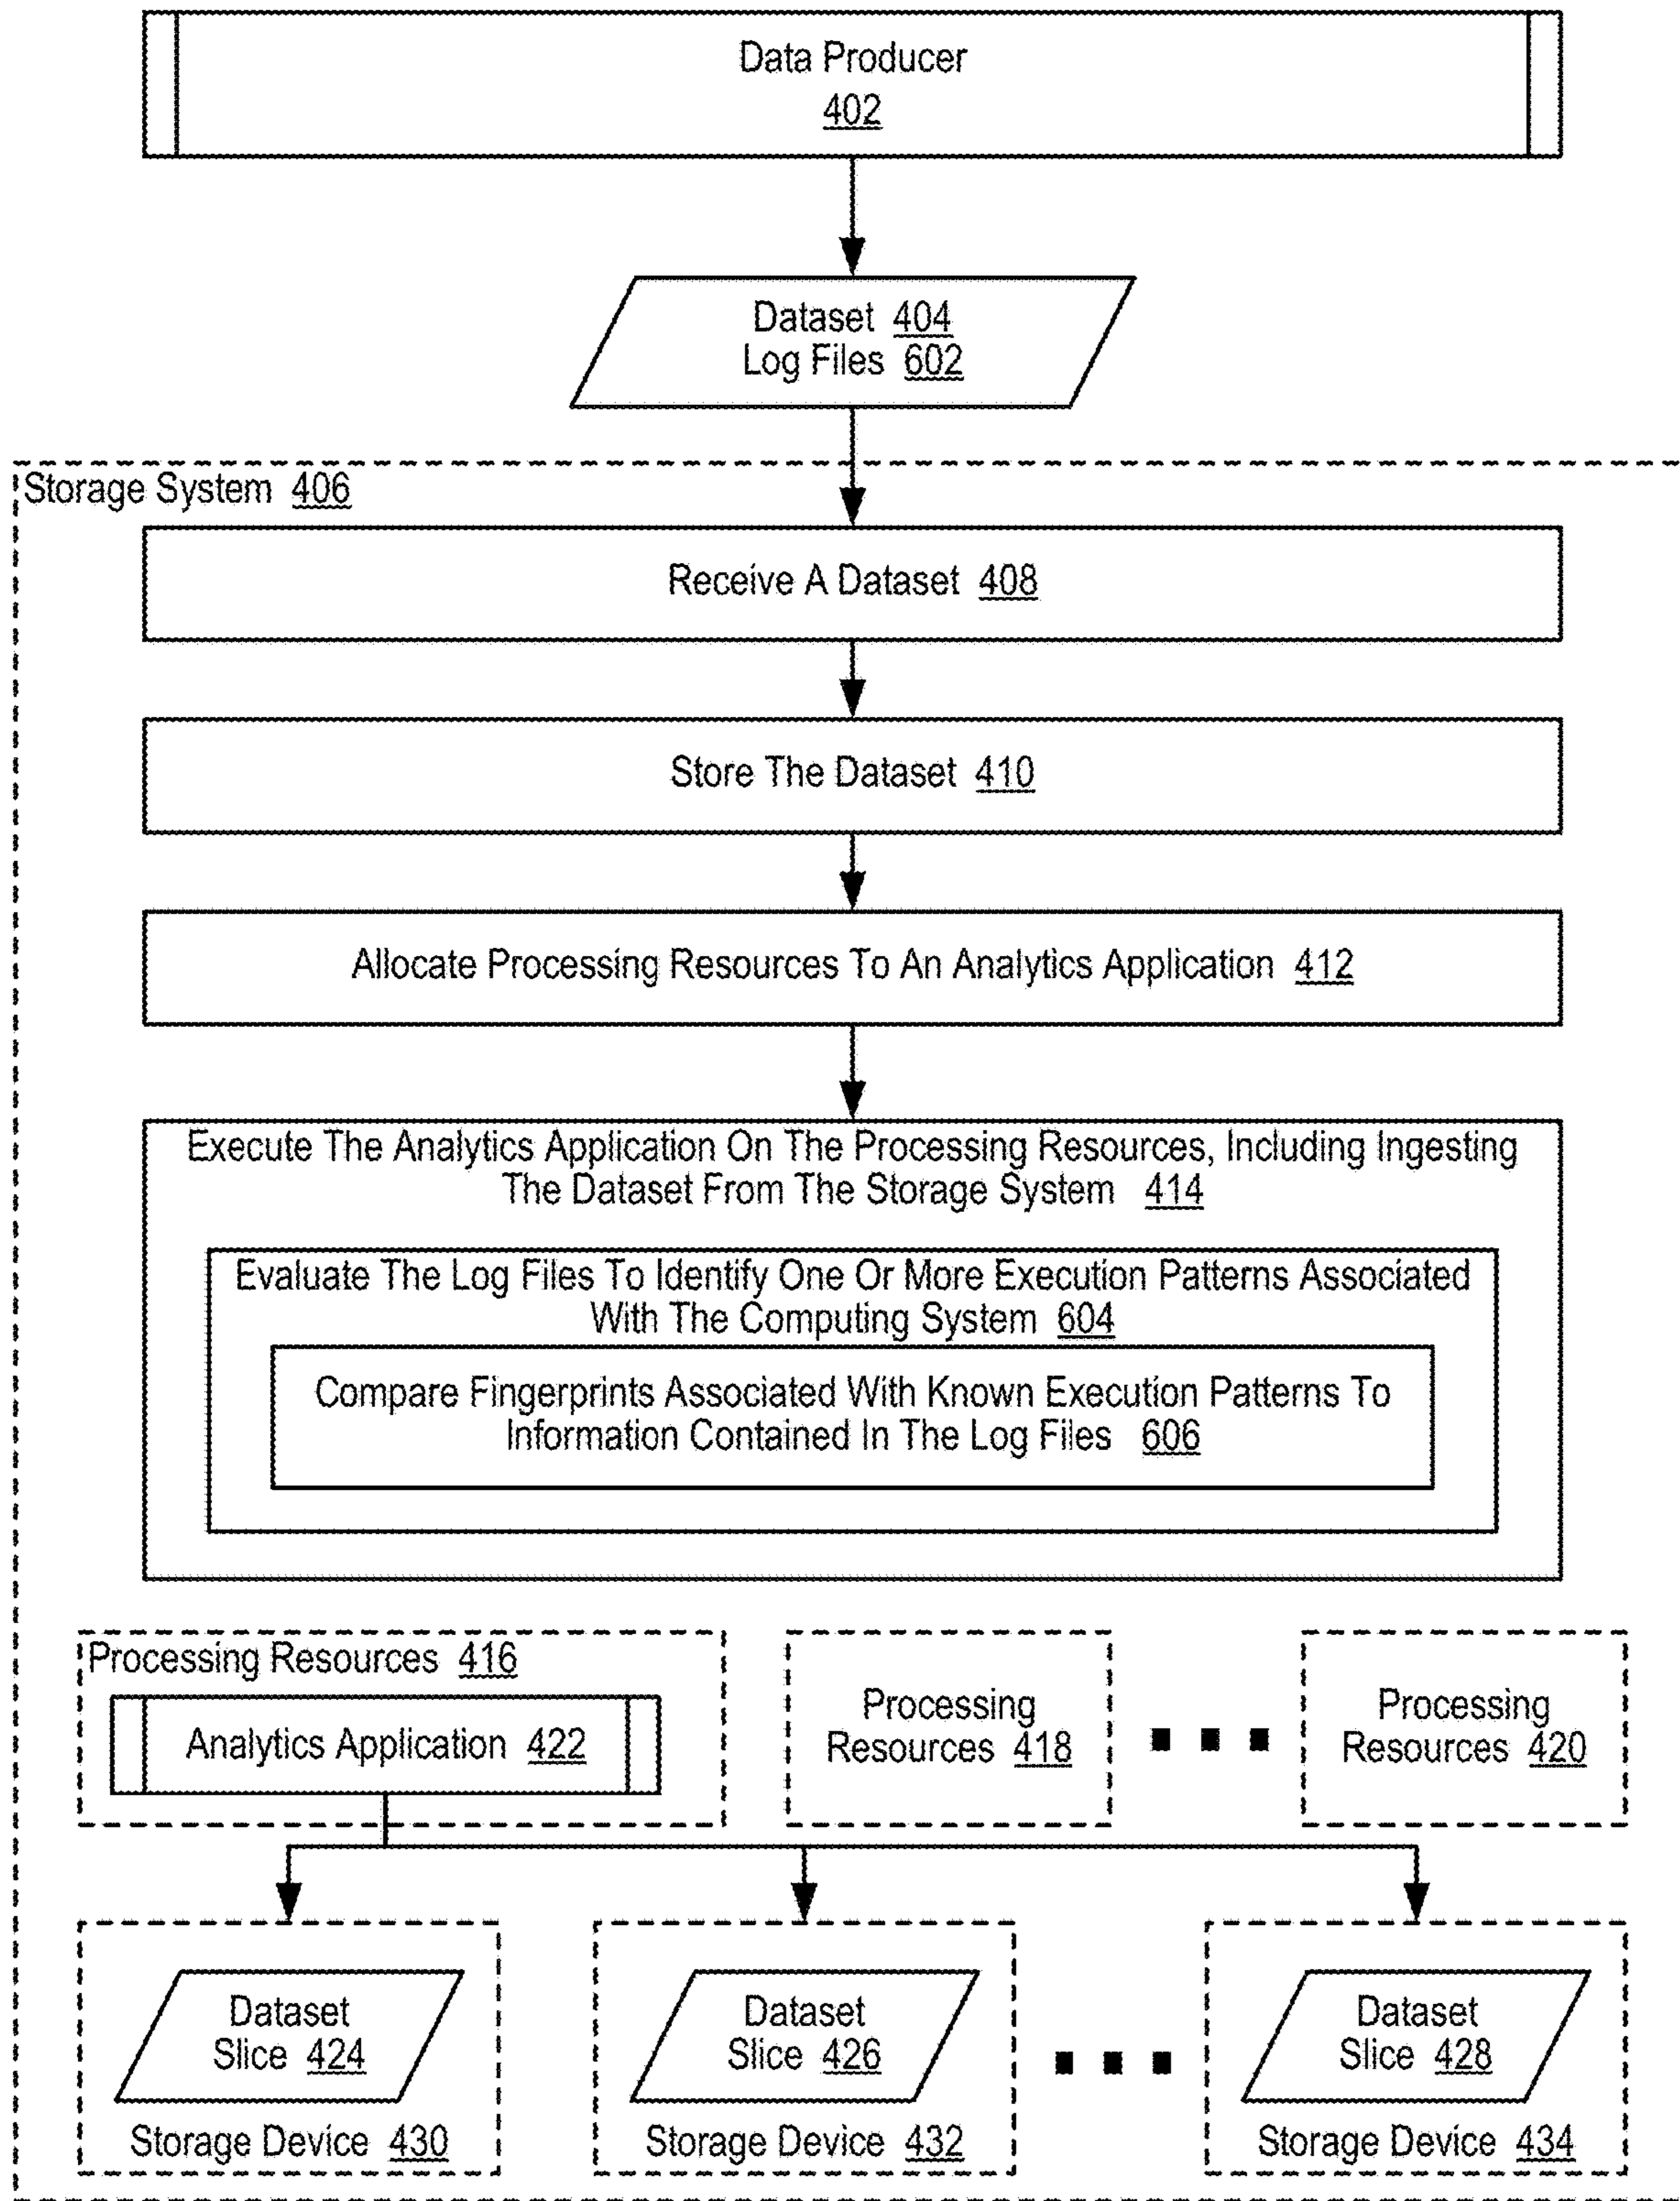 Data Producer
402
Dataset 404
Log Files 602
Storage System 406
Receive A Dataset 408
Store The Dataset 410
Allocate Processing Resources To An Analytics Application 412
Execute The Analytics Application On The Processing Resources, Including Ingesting
The Dataset From The Storage System 414
Evaluate The Log Files To Identify One Or More Execution Patterns Associated
With The Computing System 604
Compare Fingerprints Associated With Known Execution Patterns To
Information Contained In The Log Files 606
Processing Resources 416
Analytics Application 422
Processing
Resources 418
Processing
Resources 420
Dataset
Slice 424
Storage Device 430
Dataset
Slice 426
Storage Device 432
Dataset
Slice 428
Storage Device 434